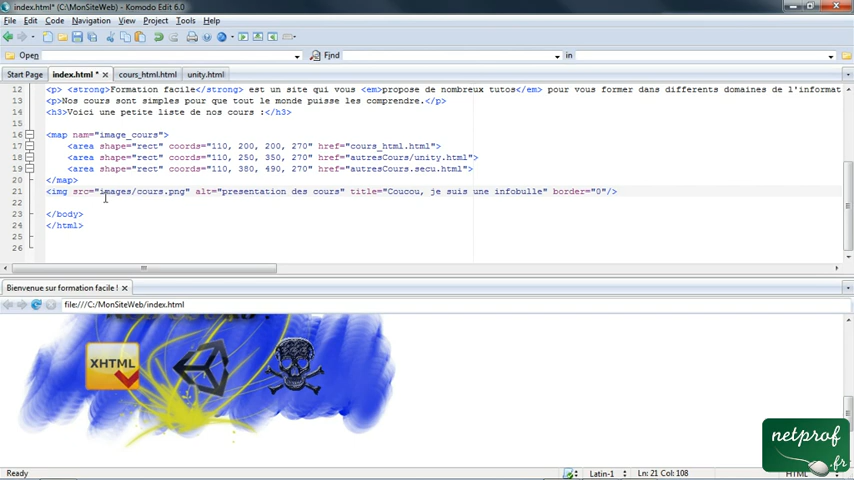 index.html* (C:\MonSiteWeb) - Komodo Edit 6.0
File Edit Code Navigation View Project Tools Help
Open Find in
Start Page index.html * cours_html.html unity.html
12 <p> <strong>Formation facile</strong> est un site qui vous <em>propose de nombreux tutos</em> pour vous former dans differents domaines de l'informat
13 <p>Nos cours sont simples pour que tout le monde puisse les comprendre.</p>
14 <h3>Voici une petite liste de nos cours :</h3>
15
16 <map nam="image_cours">
17 <area shape="rect" coords="110, 200, 200, 270" href="cours_html.html">
18 <area shape="rect" coords="110, 250, 350, 270" href="autresCours/unity.html">
19 <area shape="rect" coords="110, 380, 490, 270" href="autresCours.secu.html">
20 </map>
21 <img src="images/cours.png" alt="presentation des cours" title="Coucou, je suis une infobulle" border="0"/>
22
23 </body>
24 </html>
25
26
Bienvenue sur formation facile !
file:///C:/MonSiteWeb/index.html
XHTML
netprof
.fr
Ready Latin-1 Ln: 21 Col: 108 HTML